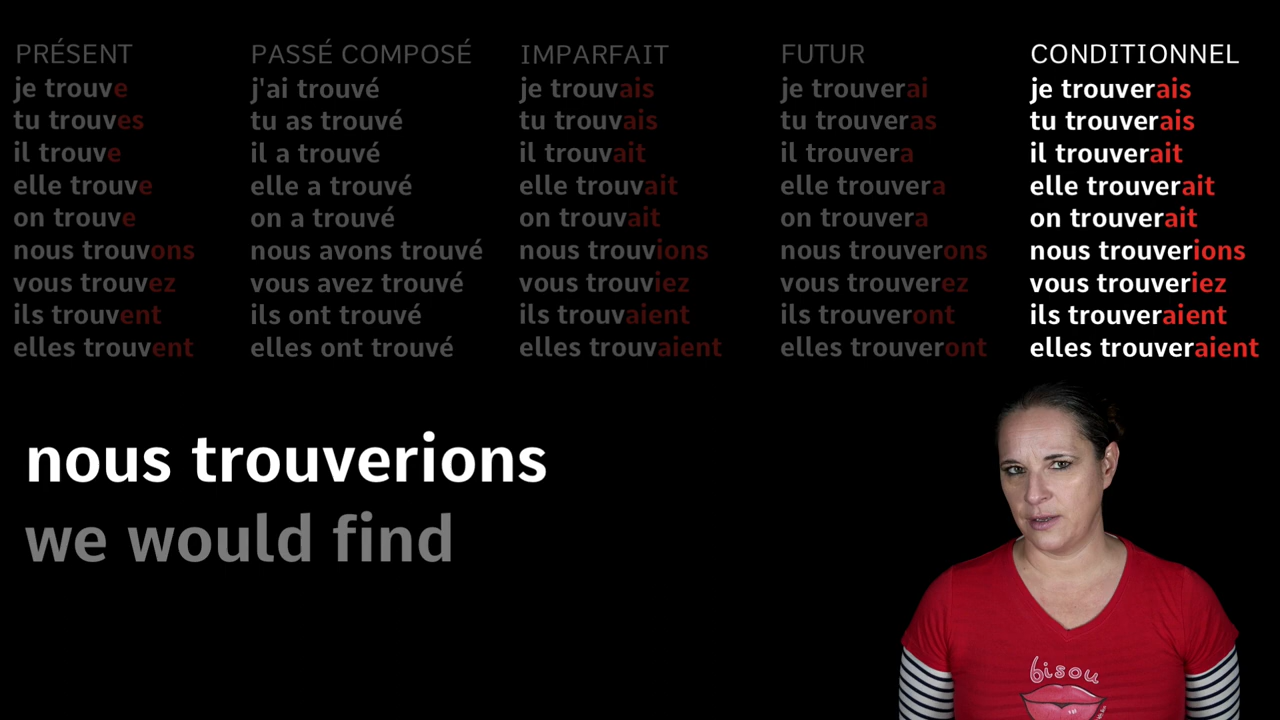 PRÉSENT
je trouve
tu trouves
il trouve
elle trouve
on trouve
nous trouvons
vous trouvez
ils trouvent
elles trouvent
PASSÉ COMPOSÉ
j'ai trouvé
tu as trouvé
il a trouvé
elle a trouvé
on a trouvé
nous avons trouvé
vous avez trouvé
ils ont trouvé
elles ont trouvé
IMPARFAIT
je trouvais
tu trouvais
il trouvait
elle trouvait
on trouvait
nous trouvions
vous trouviez
ils trouvaient
elles trouvaient
FUTUR
je trouverai
tu trouveras
il trouvera
elle trouvera
on trouvera
nous trouverons
vous trouverez
ils trouveront
elles trouveront
CONDITIONNEL
je trouverais
tu trouverais
il trouverait
elle trouverait
on trouverait
nous trouverions
vous trouveriez
ils trouveraient
elles trouveraient
nous trouverions
we would find
bisou